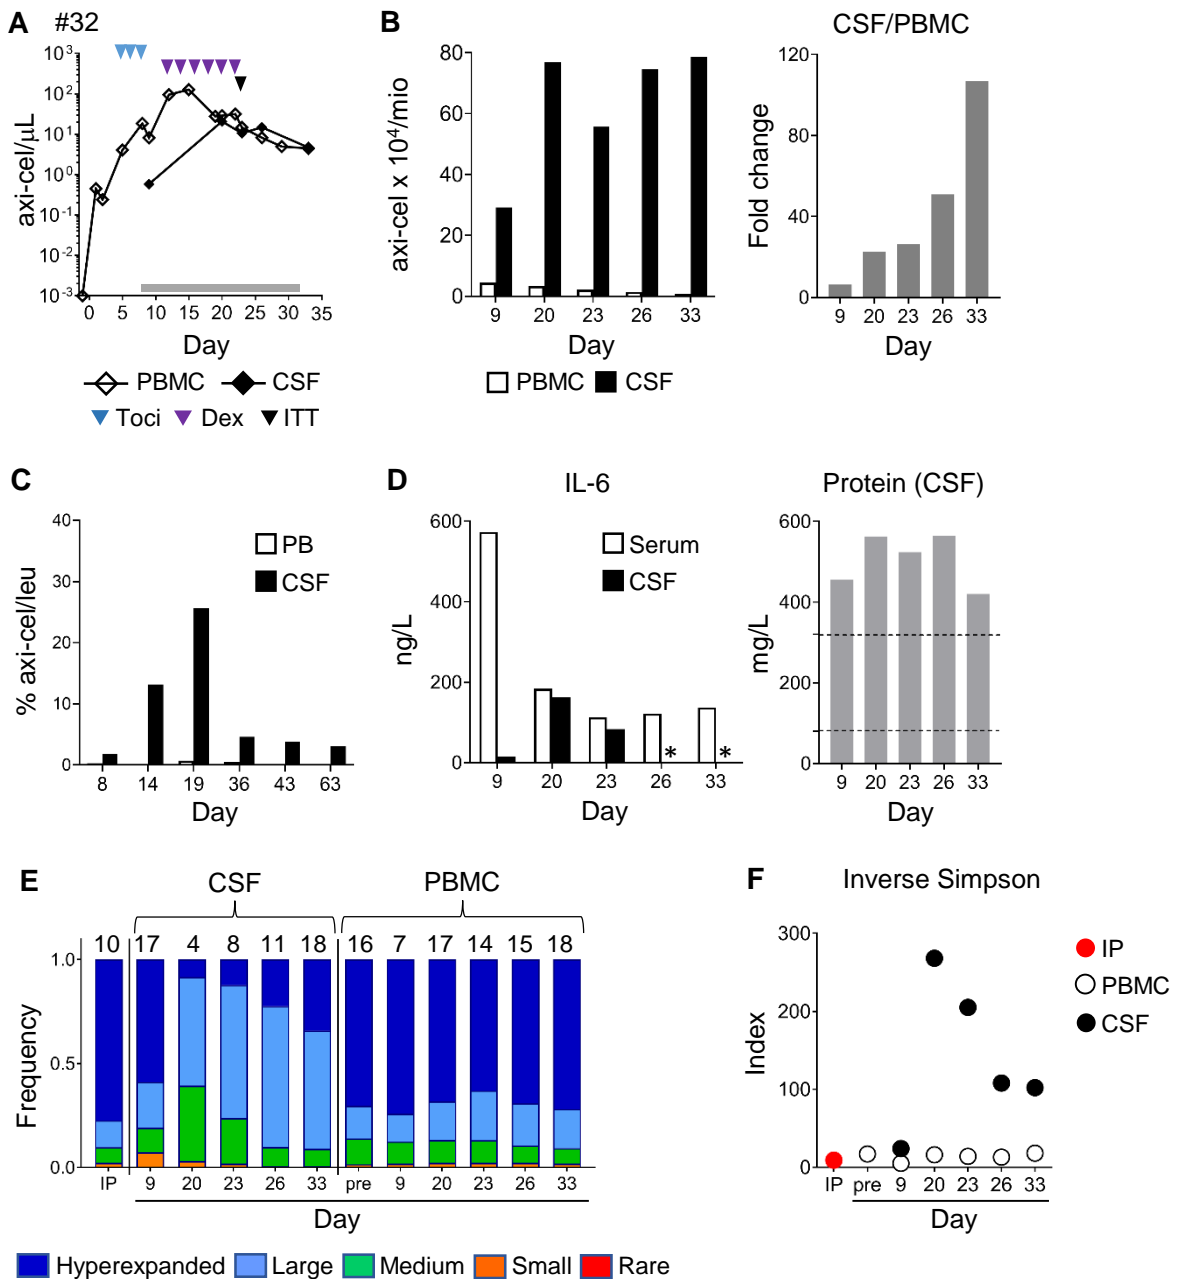 A #32
axi-cel/μL
10³
10²
10¹
10⁰
10⁻¹
10⁻²
10⁻³
0 5 10 15 20 25 30 35
Day
PBMC CSF
Toci Dex ITT
B
axi-cel x 10⁴/mio
80
60
40
20
0
9 20 23 26 33
Day
PBMC CSF
CSF/PBMC
Fold change
120
80
40
0
9 20 23 26 33
Day
C
% axi-cel/leu
40
30
20
10
0
PB
CSF
8 14 19 36 43 63
Day
D
IL-6
ng/L
600
400
200
0
Serum
CSF
* *
9 20 23 26 33
Day
Protein (CSF)
mg/L
600
400
200
0
9 20 23 26 33
Day
E
CSF PBMC
10 17 4 8 11 18 16 7 17 14 15 18
Frequency
1.0
0.5
0.0
IP 9 20 23 26 33 pre 9 20 23 26 33
Day
Hyperexpanded Large Medium Small Rare
F
Inverse Simpson
Index
300
200
100
0
IP
PBMC
CSF
IP pre 9 20 23 26 33
Day